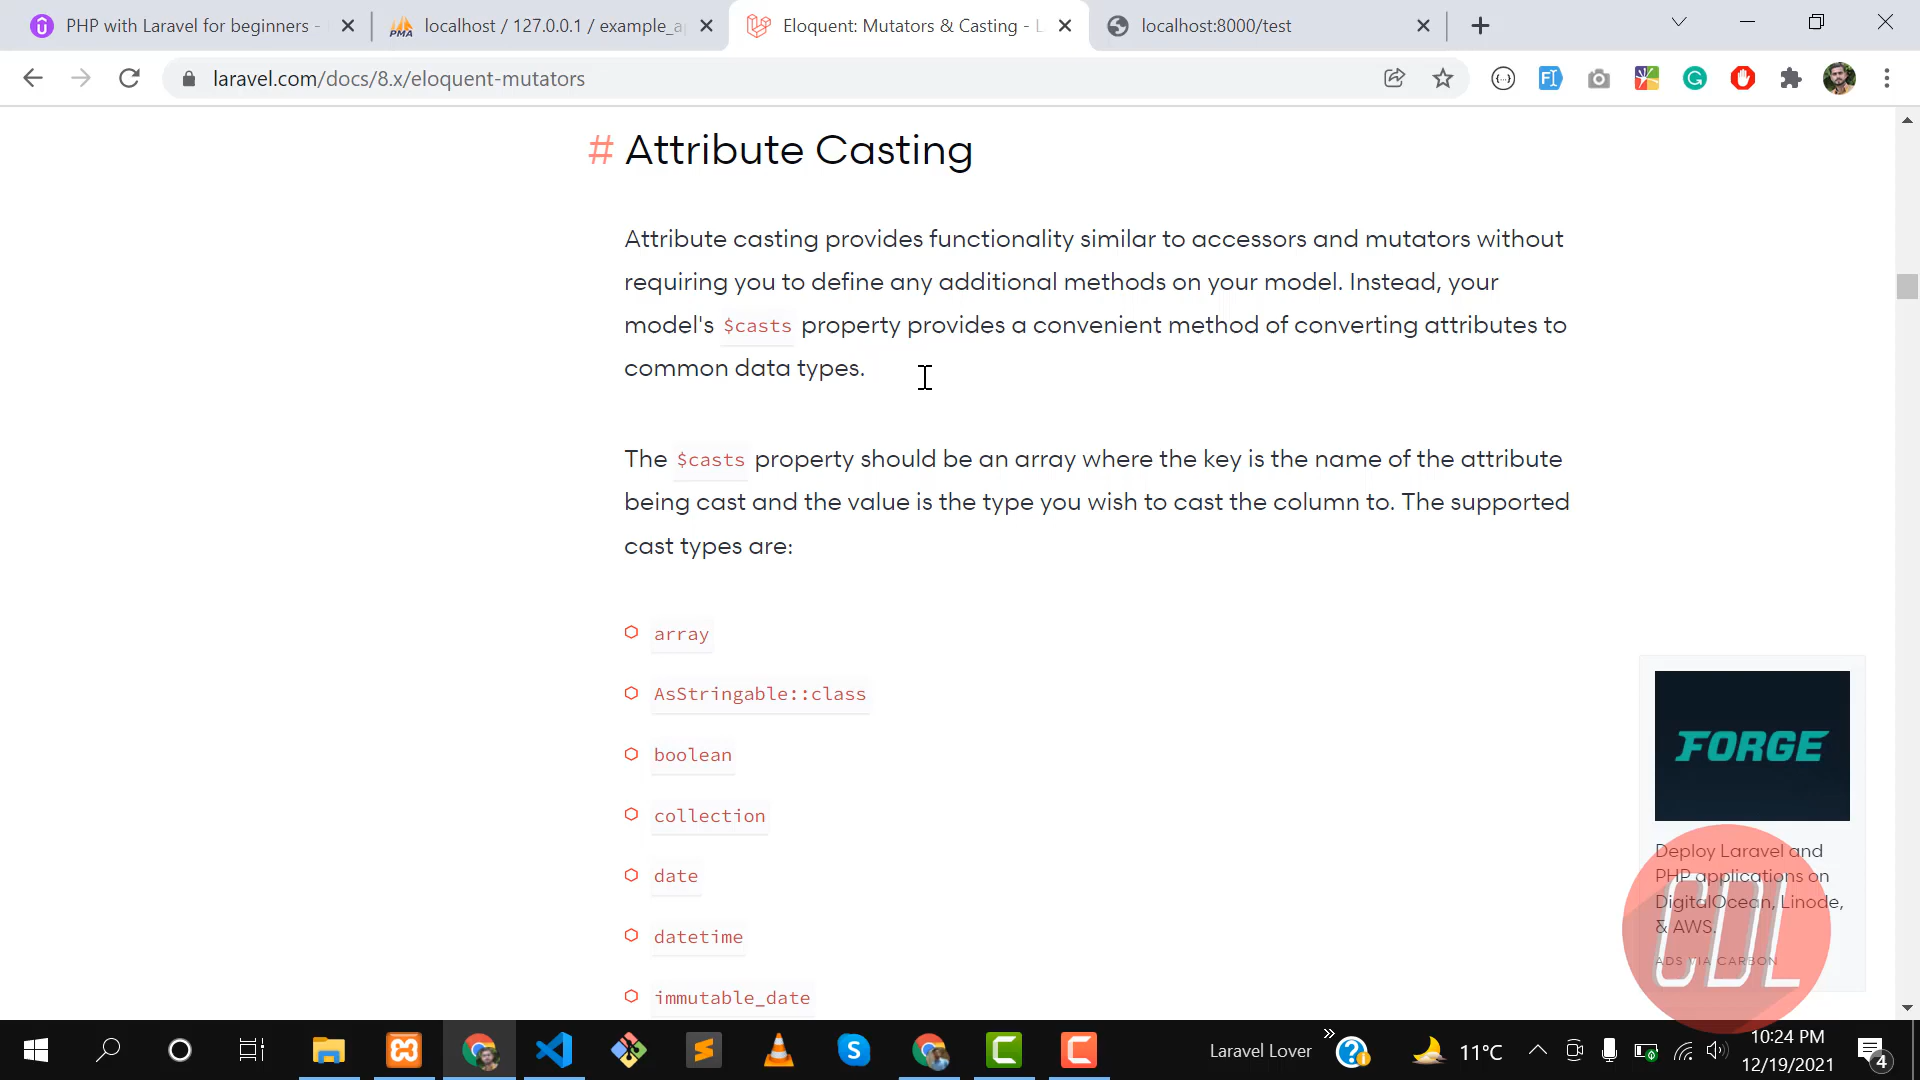 PHP with Laravel for beginners -
localhost / 127.0.0.1 / example_a
Eloquent: Mutators & Casting - L
localhost:8000/test
laravel.com/docs/8.x/eloquent-mutators
# Attribute Casting
Attribute casting provides functionality similar to accessors and mutators without
requiring you to define any additional methods on your model. Instead, your
model's $casts property provides a convenient method of converting attributes to
common data types.
The $casts property should be an array where the key is the name of the attribute
being cast and the value is the type you wish to cast the column to. The supported
cast types are:
array
AsStringable::class
boolean
collection
date
datetime
immutable_date
FORGE
Deploy Laravel and
PHP applications on
DigitalOcean, Linode,
& AWS.
ADS VIA CARBON
CDL
Laravel Lover
11°C
10:24 PM
12/19/2021
4